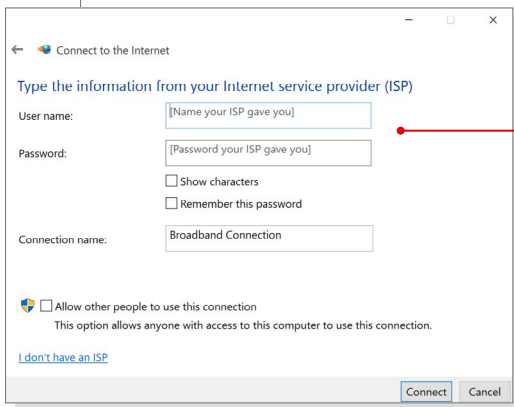 Connect to the Internet
Type the information from your Internet service provider (ISP)
User name: [Name your ISP gave you]
Password: [Password your ISP gave you]
Show characters
Remember this password
Connection name: Broadband Connection
Allow other people to use this connection
This option allows anyone with access to this computer to use this connection.
I don't have an ISP
Connect Cancel